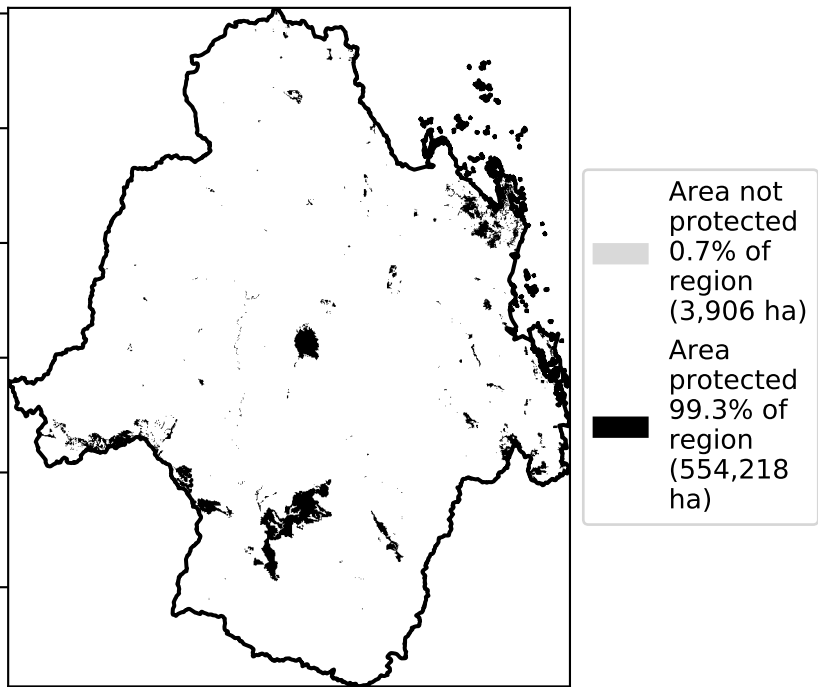 Area not
protected
0.7% of
region
(3,906 ha)
Area
protected
99.3% of
region
(554,218
ha)